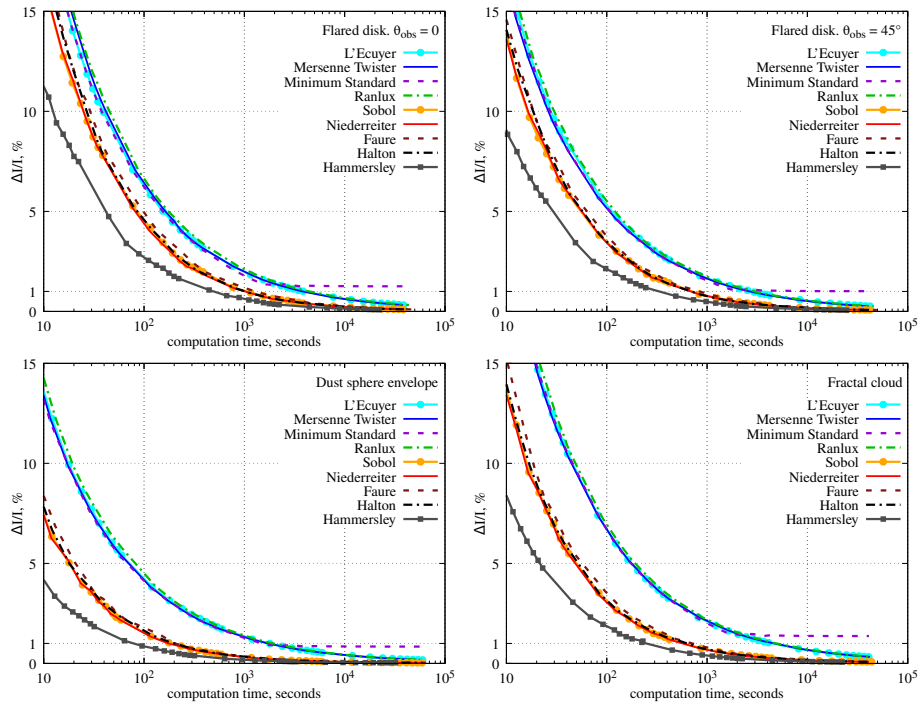 15
10
5
1
0
ΔI/I, %
Flared disk. θobs = 0
L'Ecuyer
Mersenne Twister
Minimum Standard
Ranlux
Sobol
Niederreiter
Faure
Halton
Hammersley
10
10²
10³
10⁴
10⁵
computation time, seconds
15
10
5
1
0
ΔI/I, %
Flared disk. θobs = 45°
L'Ecuyer
Mersenne Twister
Minimum Standard
Ranlux
Sobol
Niederreiter
Faure
Halton
Hammersley
10
10²
10³
10⁴
10⁵
computation time, seconds
15
10
5
1
0
ΔI/I, %
Dust sphere envelope
L'Ecuyer
Mersenne Twister
Minimum Standard
Ranlux
Sobol
Niederreiter
Faure
Halton
Hammersley
10
10²
10³
10⁴
10⁵
computation time, seconds
15
10
5
1
0
ΔI/I, %
Fractal cloud
L'Ecuyer
Mersenne Twister
Minimum Standard
Ranlux
Sobol
Niederreiter
Faure
Halton
Hammersley
10
10²
10³
10⁴
10⁵
computation time, seconds